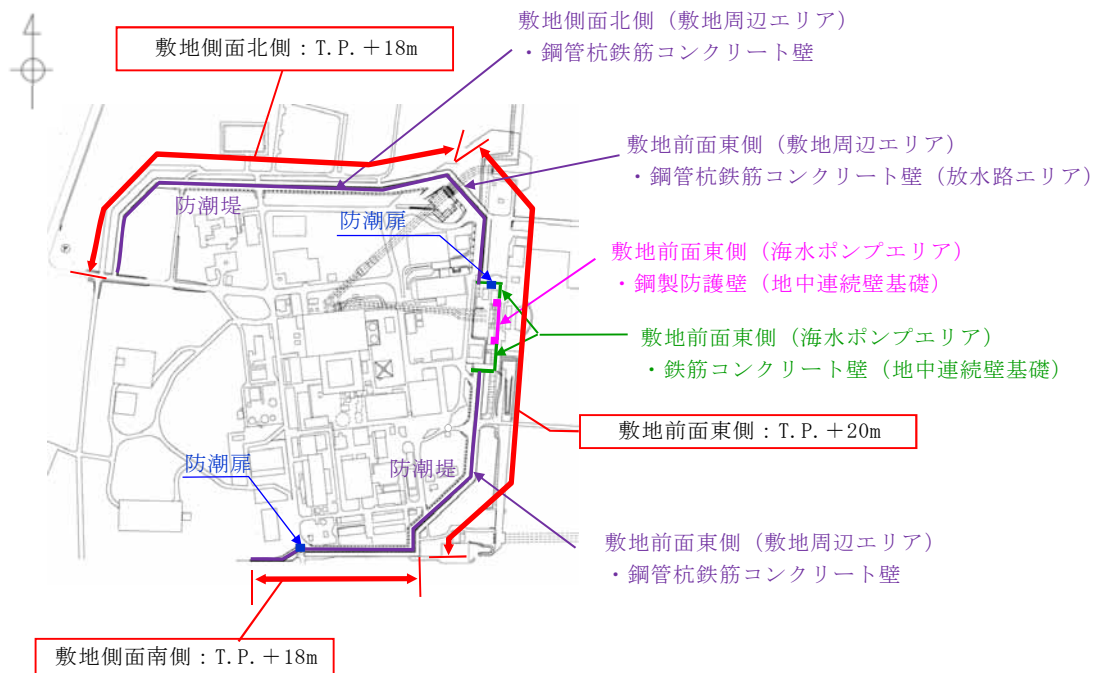 敷地側面北側（敷地周辺エリア）
・鋼管杭鉄筋コンクリート壁
敷地側面北側：T.P.＋18m
敷地前面東側（敷地周辺エリア）
・鋼管杭鉄筋コンクリート壁（放水路エリア）
防潮堤
防潮扉
敷地前面東側（海水ポンプエリア）
・鋼製防護壁（地中連続壁基礎）
敷地前面東側（海水ポンプエリア）
・鉄筋コンクリート壁（地中連続壁基礎）
敷地前面東側：T.P.＋20m
防潮扉
防潮堤
敷地前面東側（敷地周辺エリア）
・鋼管杭鉄筋コンクリート壁
敷地側面南側：T.P.＋18m